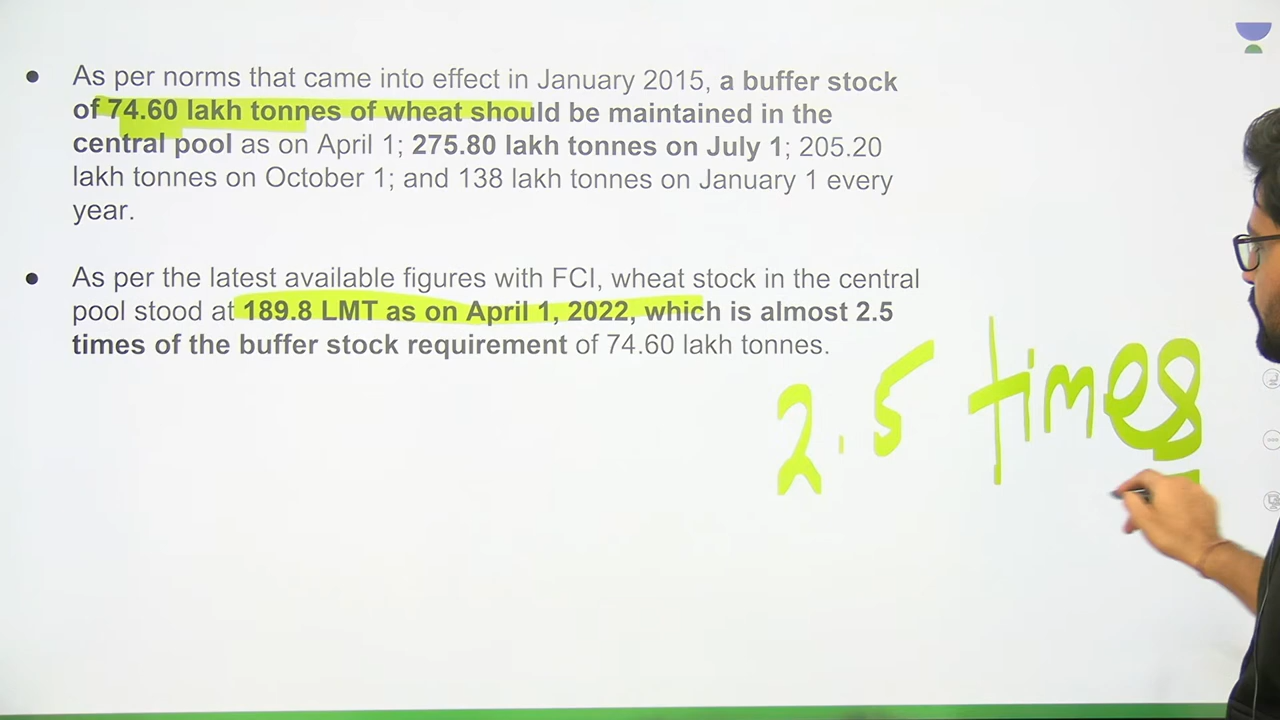 As per norms that came into effect in January 2015, a buffer stock
of 74.60 lakh tonnes of wheat should be maintained in the
central pool as on April 1; 275.80 lakh tonnes on July 1; 205.20
lakh tonnes on October 1; and 138 lakh tonnes on January 1 every
year.
As per the latest available figures with FCI, wheat stock in the central
pool stood at 189.8 LMT as on April 1, 2022, which is almost 2.5
times of the buffer stock requirement of 74.60 lakh tonnes.
2.5 times